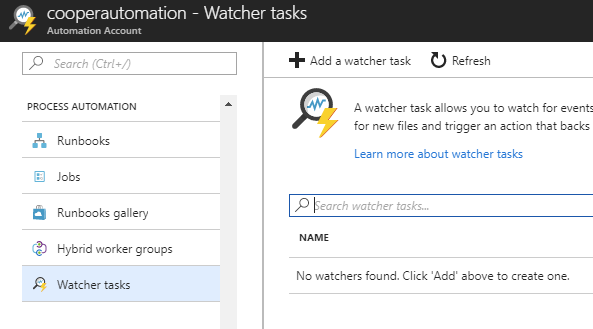 cooperautomation - Watcher tasks
Automation Account
Search (Ctrl+/)
PROCESS AUTOMATION
Runbooks
Jobs
Runbooks gallery
Hybrid worker groups
Watcher tasks
Add a watcher task
Refresh
A watcher task allows you to watch for events
for new files and trigger an action that backs
Learn more about watcher tasks
Search watcher tasks...
NAME
No watchers found. Click 'Add' above to create one.